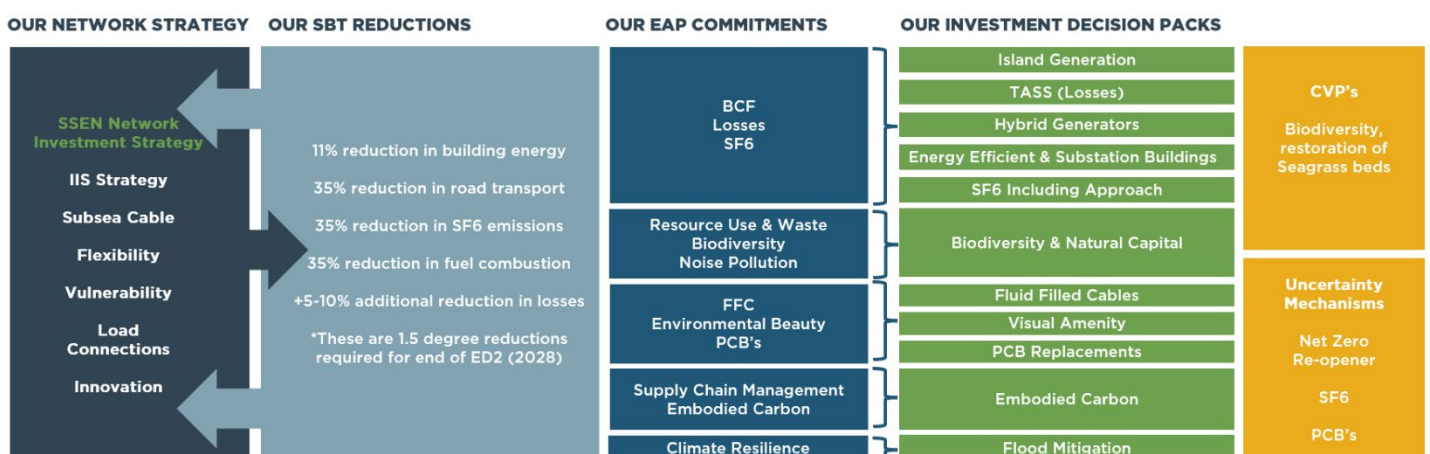 OUR NETWORK STRATEGY
SSEN Network
Investment Strategy
IIS Strategy
Subsea Cable
Flexibility
Vulnerability
Load
Connections
Innovation
OUR SBT REDUCTIONS
11% reduction in building energy
35% reduction in road transport
35% reduction in SF6 emissions
35% reduction in fuel combustion
+5-10% additional reduction in losses
*These are 1.5 degree reductions
required for end of ED2 (2028)
OUR EAP COMMITMENTS
BCF
Losses
SF6
Resource Use & Waste
Biodiversity
Noise Pollution
FFC
Environmental Beauty
PCB's
Supply Chain Management
Embodied Carbon
Climate Resilience
OUR INVESTMENT DECISION PACKS
Island Generation
TASS (Losses)
Hybrid Generators
Energy Efficient & Substation Buildings
SF6 Including Approach
Biodiversity & Natural Capital
Fluid Filled Cables
Visual Amenity
PCB Replacements
Embodied Carbon
Flood Mitigation
CVP's
Biodiversity,
restoration of
Seagrass beds
Uncertainty
Mechanisms
Net Zero
Re-opener
SF6
PCB's